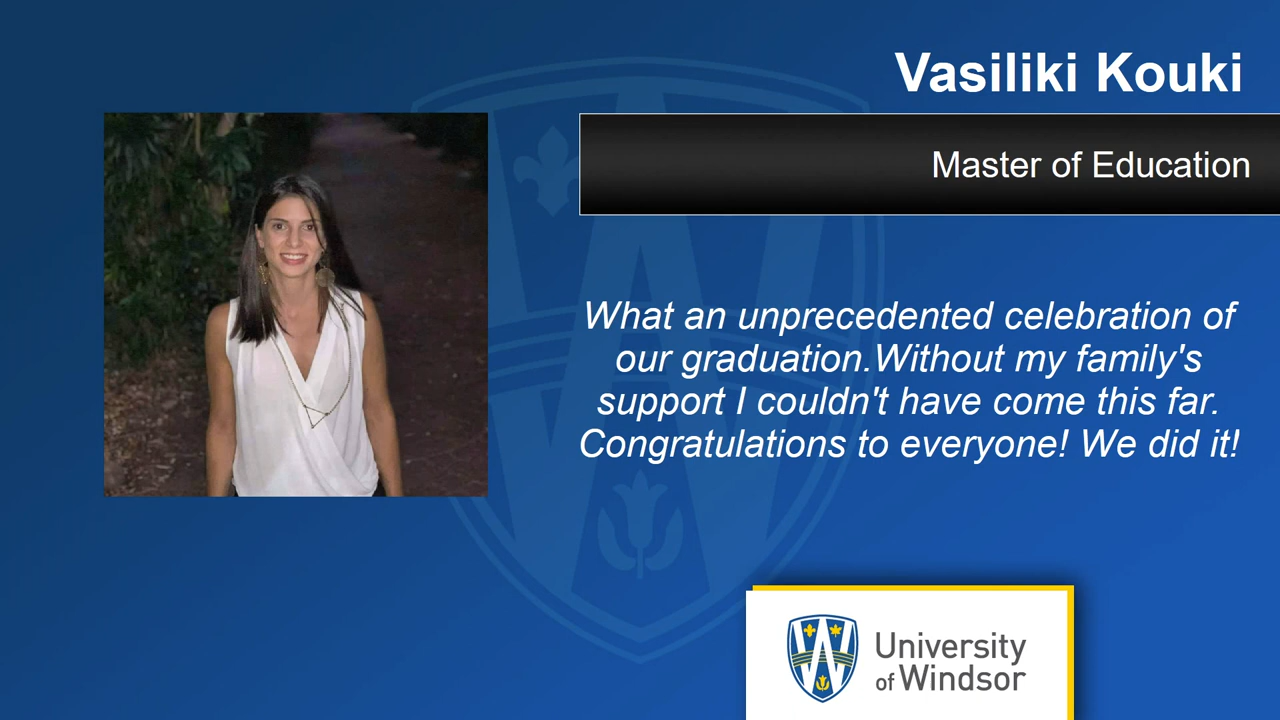 Vasiliki Kouki
Master of Education
What an unprecedented celebration of
our graduation.Without my family's
support I couldn't have come this far.
Congratulations to everyone! We did it!
University
of Windsor